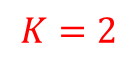 K = 2